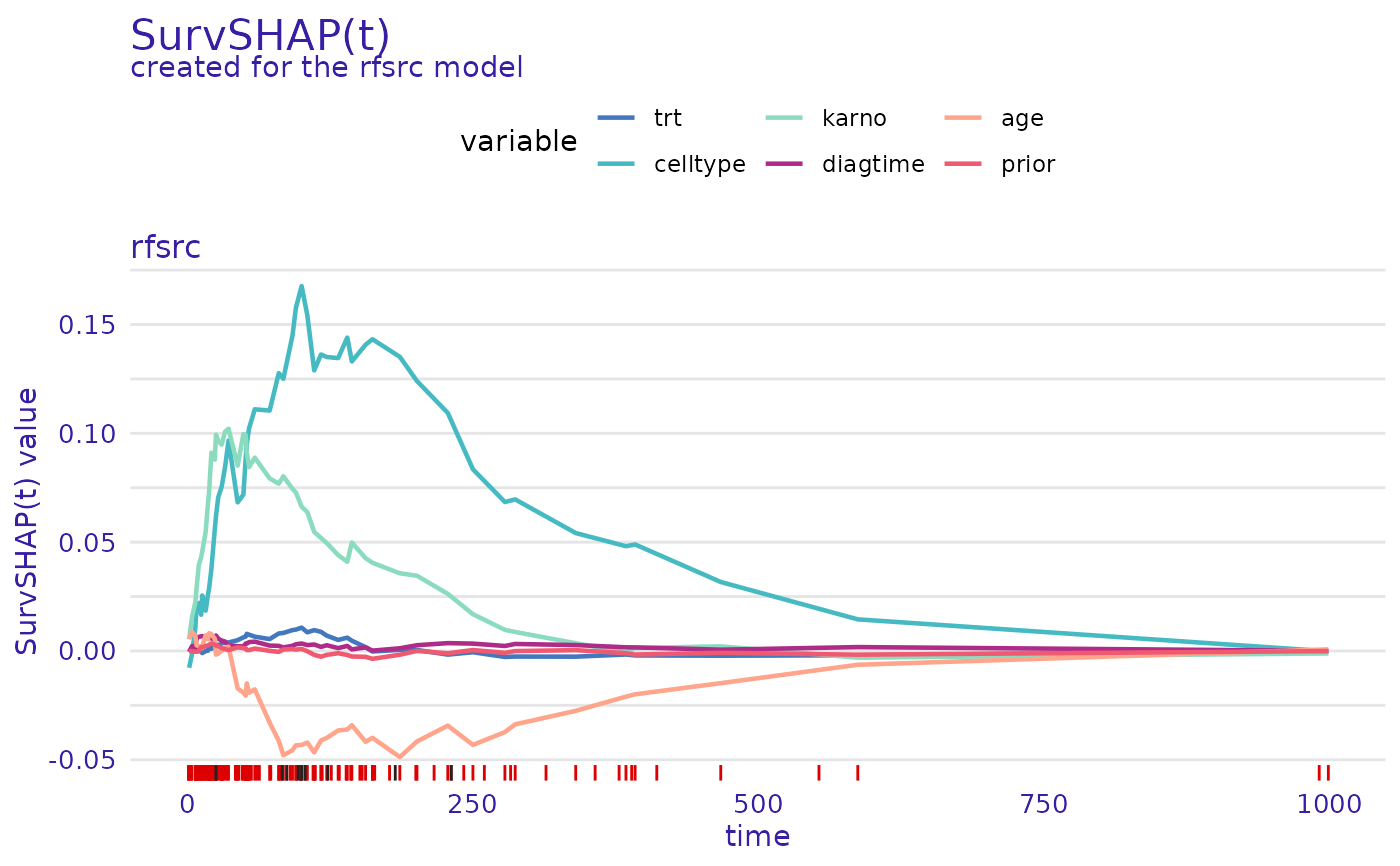 SurvSHAP(t)
created for the rfsrc model
variable
trt
karno
age
celltype
diagtime
prior
rfsrc
SurvSHAP(t) value
0.15
0.10
0.05
0.00
-0.05
0
250
500
750
1000
time